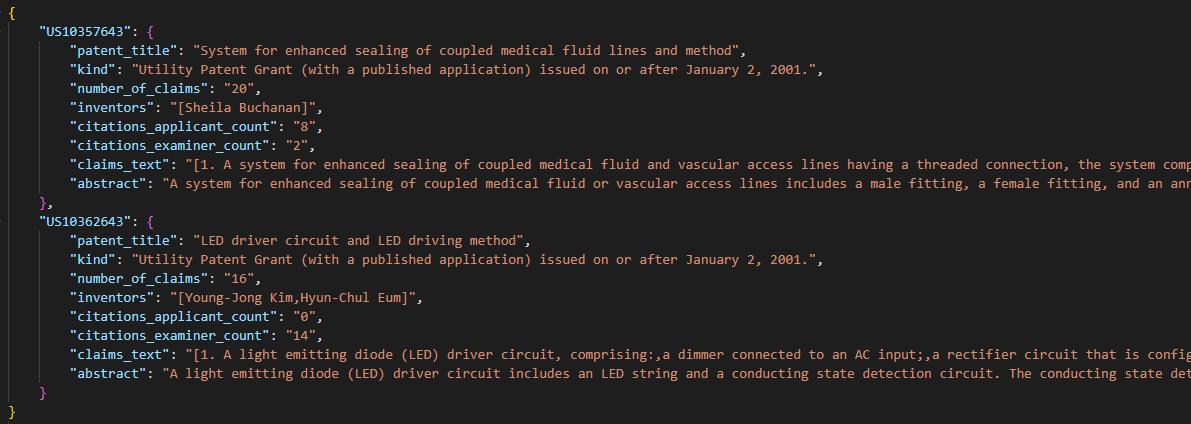 {
"US10357643": {
"patent_title": "System for enhanced sealing of coupled medical fluid lines and method",
"kind": "Utility Patent Grant (with a published application) issued on or after January 2, 2001.",
"number_of_claims": "20",
"inventors": "[Sheila Buchanan]",
"citations_applicant_count": "8",
"citations_examiner_count": "2",
"claims_text": "[1. A system for enhanced sealing of coupled medical fluid and vascular access lines having a threaded connection, the system comp
"abstract": "A system for enhanced sealing of coupled medical fluid or vascular access lines includes a male fitting, a female fitting, and an ann
},
"US10362643": {
"patent_title": "LED driver circuit and LED driving method",
"kind": "Utility Patent Grant (with a published application) issued on or after January 2, 2001.",
"number_of_claims": "16",
"inventors": "[Young-Jong Kim,Hyun-Chul Eum]",
"citations_applicant_count": "0",
"citations_examiner_count": "14",
"claims_text": "[1. A light emitting diode (LED) driver circuit, comprising:,a dimmer connected to an AC input;,a rectifier circuit that is config
"abstract": "A light emitting diode (LED) driver circuit includes an LED string and a conducting state detection circuit. The conducting state det
}
}